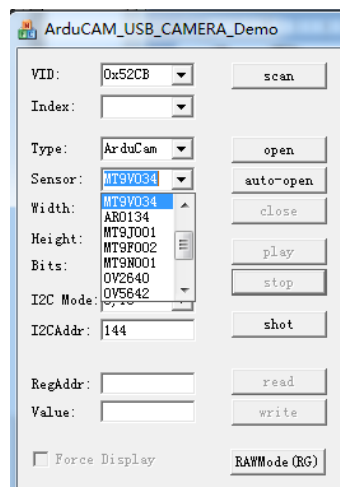 ArduCAM_USB_CAMERA_Demo
VID: 0x52CB scan
Index:
Type: ArduCam open
Sensor: MT9V034 auto-open
Width: MT9V034 close
AR0134
Height: MT9J001 play
MT9F002
Bits: MT9N001 stop
OV2640
I2C Mode: OV5642
I2CAddr: 144 shot
RegAddr: read
Value: write
Force Display RAWMode(RG)